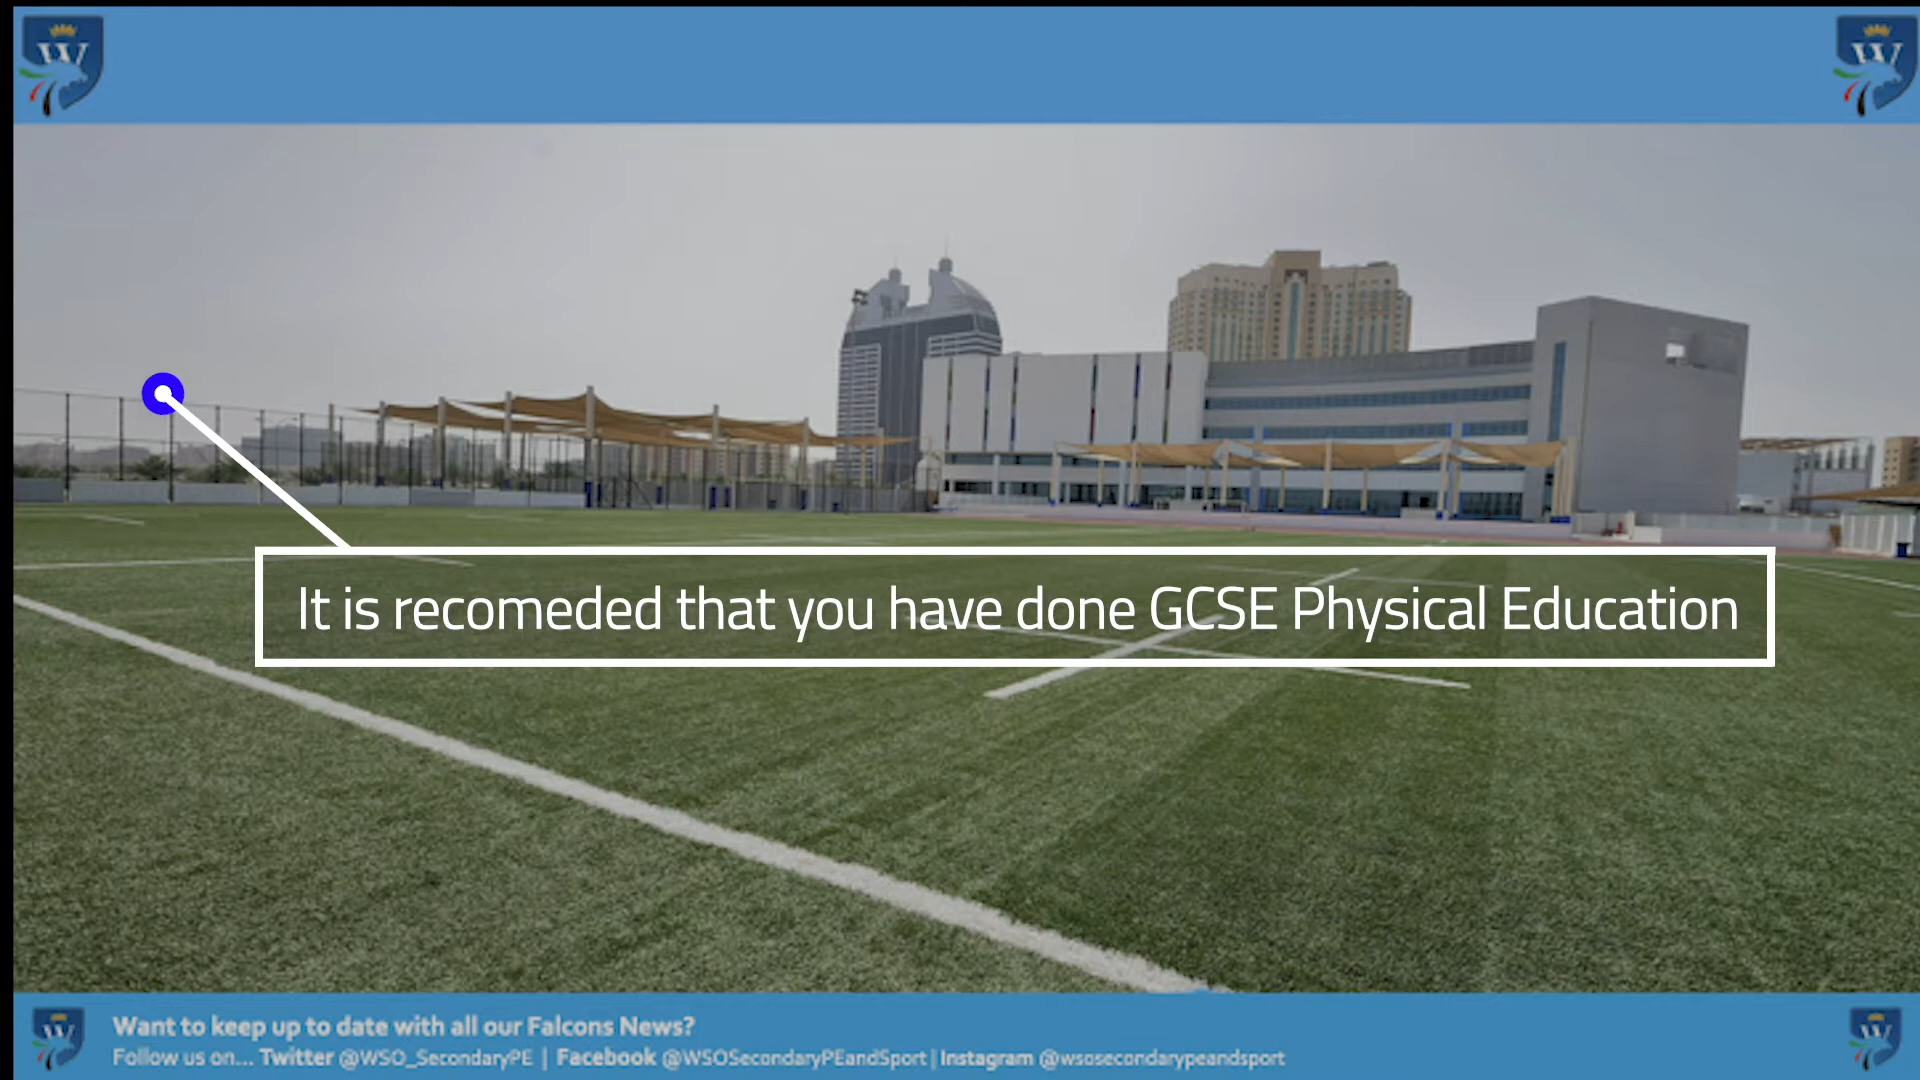 It is recomeded that you have done GCSE Physical Education
Want to keep up to date with all our Falcons News?
Follow us on... Twitter @WSO_SecondaryPE | Facebook @WSOSecondaryPEandSport | Instagram @wsosecondarypeandsport
W
W
W
W